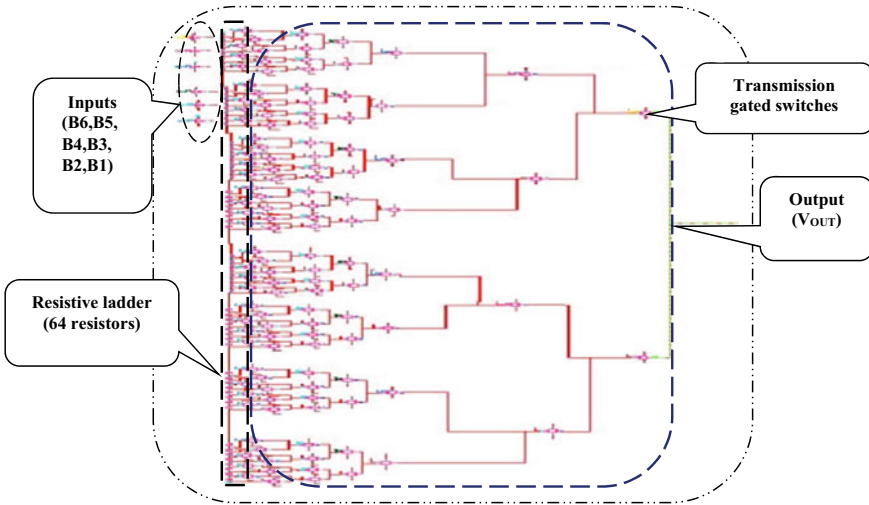 Inputs
(B6,B5,
B4,B3,
B2,B1)
Transmission
gated switches
Output
(VOUT)
Resistive ladder
(64 resistors)